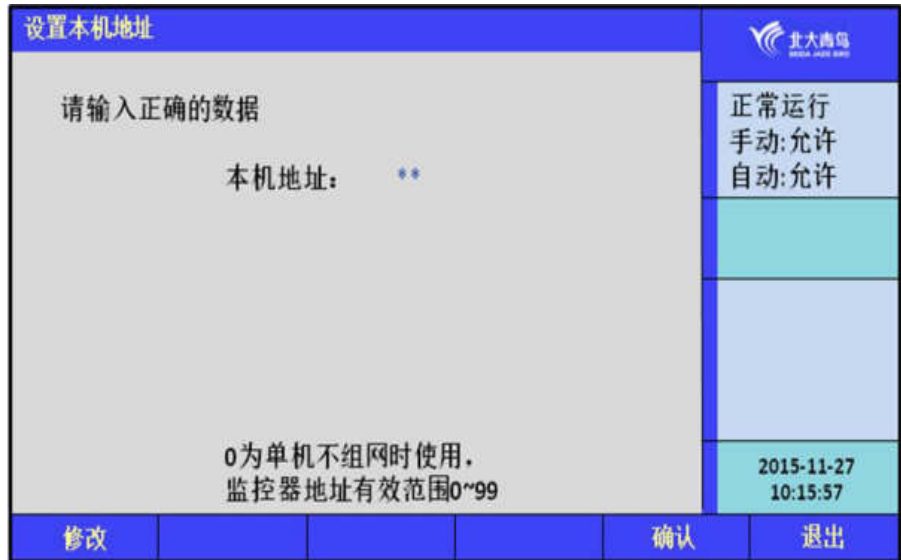 设置本机地址
北大青鸟
BEIDA JADE BIRD
请输入正确的数据
本机地址： **
0为单机不组网时使用，
监控器地址有效范围0~99
正常运行
手动:允许
自动:允许
2015-11-27
10:15:57
修改
确认
退出